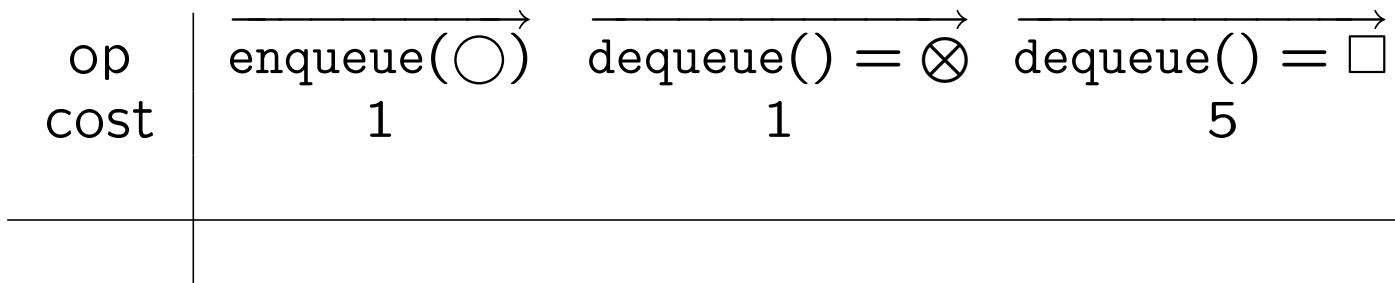 op enqueue(○) dequeue() = ⊗ dequeue() = □
cost 1 1 5